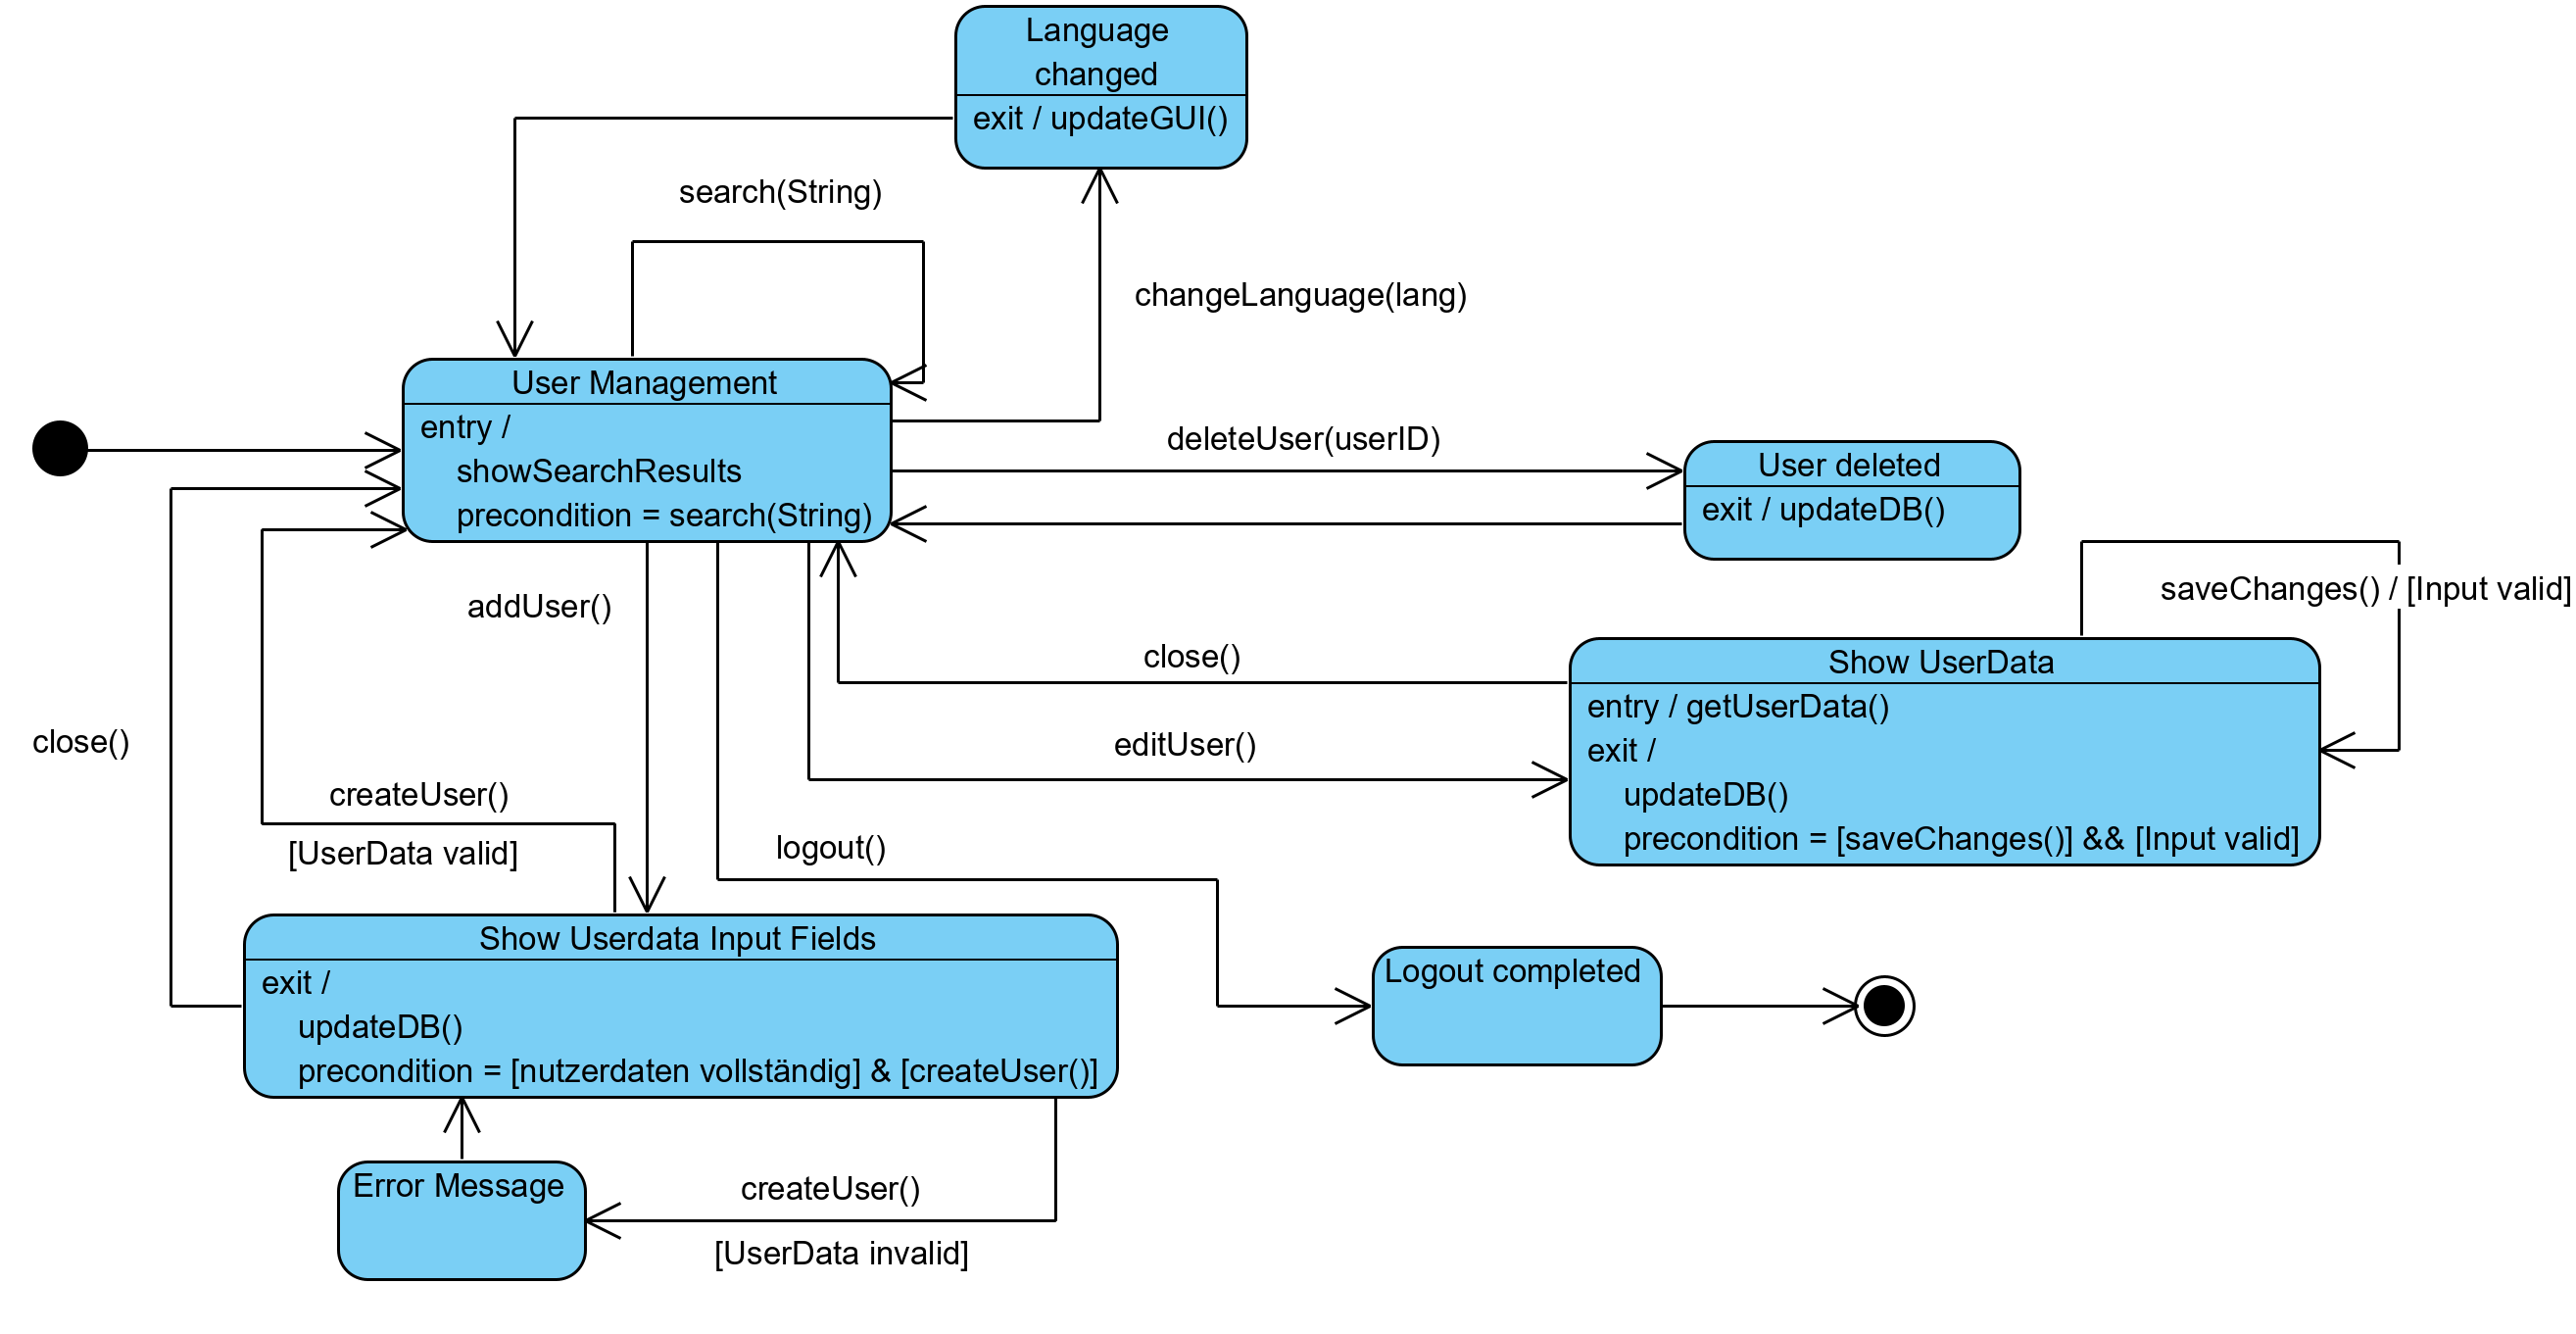 Language
changed
exit / updateGUI()
search(String)
changeLanguage(lang)
User Management
entry /
showSearchResults
precondition = search(String)
deleteUser(userID)
User deleted
exit / updateDB()
saveChanges() / [Input valid]
addUser()
close()
Show UserData
entry / getUserData()
exit /
updateDB()
precondition = [saveChanges()] && [Input valid]
close()
editUser()
createUser()
[UserData valid]
logout()
Show Userdata Input Fields
exit /
updateDB()
precondition = [nutzerdaten vollständig] & [createUser()]
Logout completed
Error Message
createUser()
[UserData invalid]